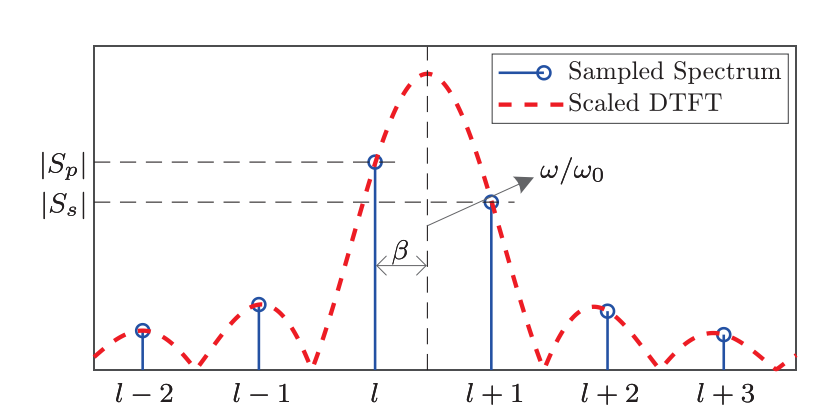 Sampled Spectrum
Scaled DTFT
|S_p|
ω/ω_0
|S_s|
β
l − 2
l − 1
l
l + 1
l + 2
l + 3